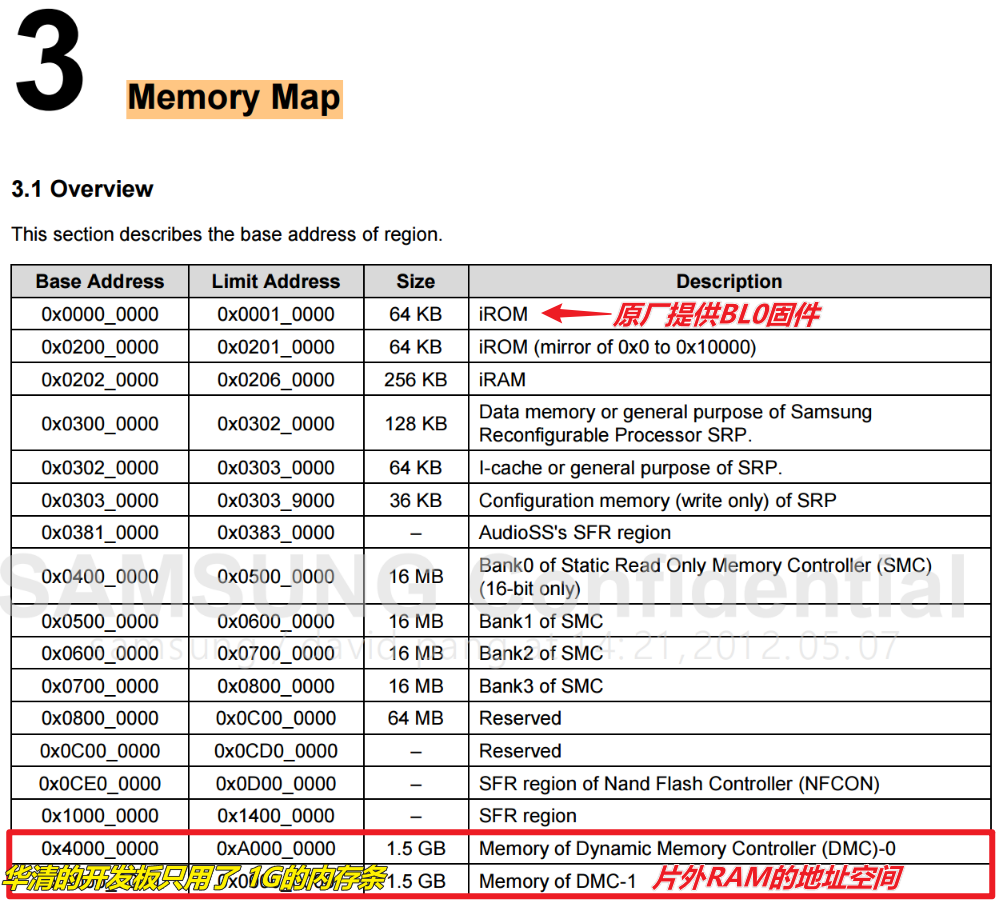 3
Memory Map
3.1 Overview
This section describes the base address of region.
Base Address Limit Address Size Description
0x0000_0000 0x0001_0000 64 KB iROM 原厂提供BL0固件
0x0200_0000 0x0201_0000 64 KB iROM (mirror of 0x0 to 0x10000)
0x0202_0000 0x0206_0000 256 KB iRAM
0x0300_0000 0x0302_0000 128 KB Data memory or general purpose of Samsung
Reconfigurable Processor SRP.
0x0302_0000 0x0303_0000 64 KB I-cache or general purpose of SRP.
0x0303_0000 0x0303_9000 36 KB Configuration memory (write only) of SRP
0x0381_0000 0x0383_0000 – AudioSS's SFR region
SAMSUNG Confidential
0x0400_0000 0x0500_0000 16 MB Bank0 of Static Read Only Memory Controller (SMC)
(16-bit only)
0x0500_0000 0x0600_0000 16 MB Bank1 of SMC
samsung / david.pang at 14:21,2012.05.07
0x0600_0000 0x0700_0000 16 MB Bank2 of SMC
0x0700_0000 0x0800_0000 16 MB Bank3 of SMC
0x0800_0000 0x0C00_0000 64 MB Reserved
0x0C00_0000 0x0CD0_0000 – Reserved
0x0CE0_0000 0x0D00_0000 – SFR region of Nand Flash Controller (NFCON)
0x1000_0000 0x1400_0000 – SFR region
0x4000_0000 0xA000_0000 1.5 GB Memory of Dynamic Memory Controller (DMC)-0
华清的开发板只用了 1G的内存条
1.5 GB Memory of DMC-1 片外RAM的地址空间